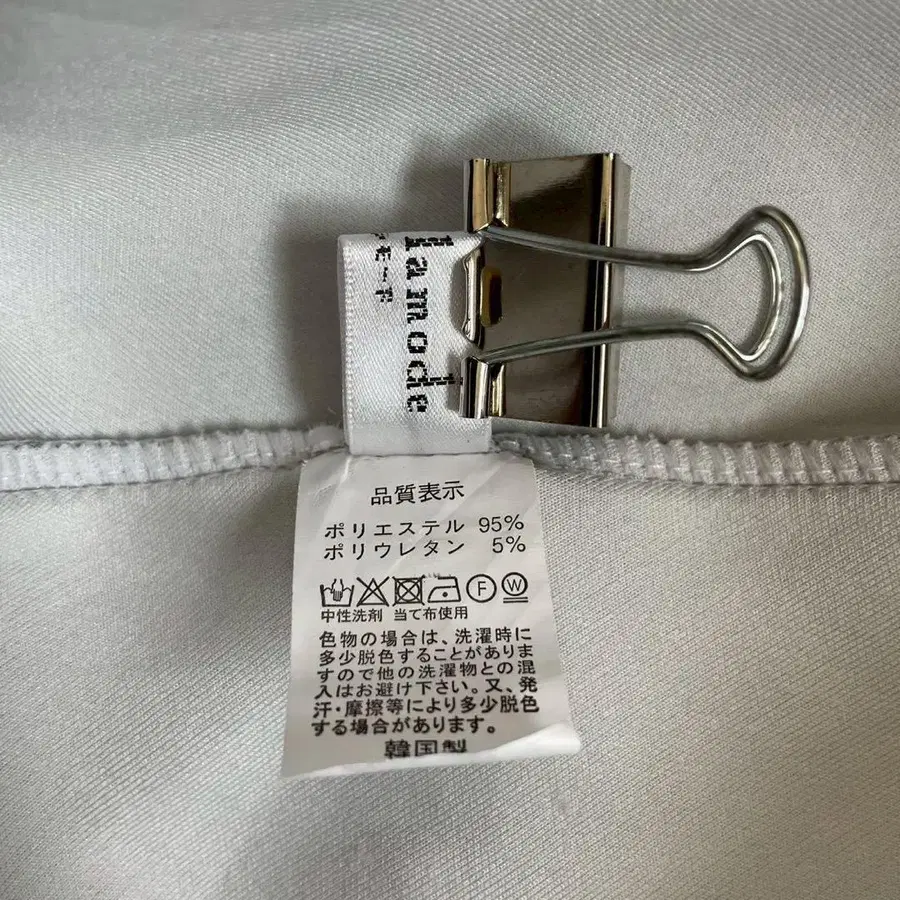 lamode
品質表示
ポリエステル 95%
ポリウレタン 5%
F W
中性洗剤 当て布使用
色物の場合は、洗濯時に
多少脱色することがありま
すので他の洗濯物との混
入はお避け下さい。又、発
汗・摩擦等により多少脱色
する場合があります。
韓国製